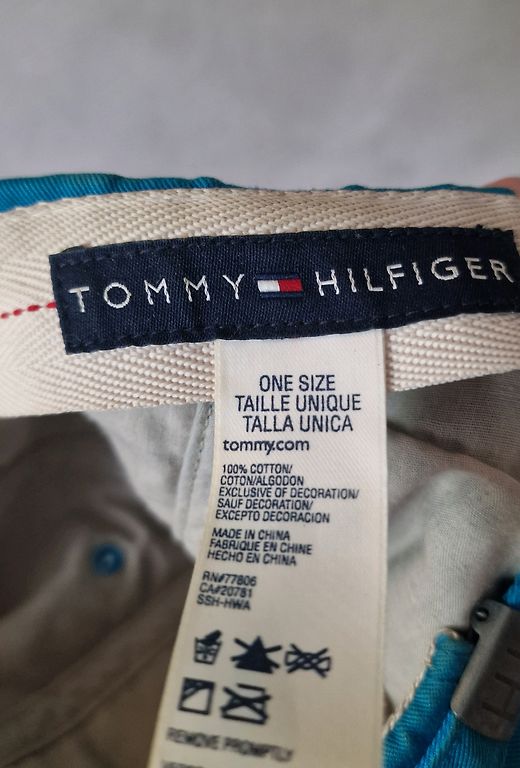 TOMMY HILFIGER
ONE SIZE
TAILLE UNIQUE
TALLA UNICA
tommy.com
100% COTTON/
COTON/ALGODON
EXCLUSIVE OF DECORATION/
SAUF DECORATION/
EXCEPTO DECORACION
MADE IN CHINA
FABRIQUE EN CHINE
HECHO EN CHINA
RN#77806
CA#20781
SSH-HWA
REMOVE PROMPTLY